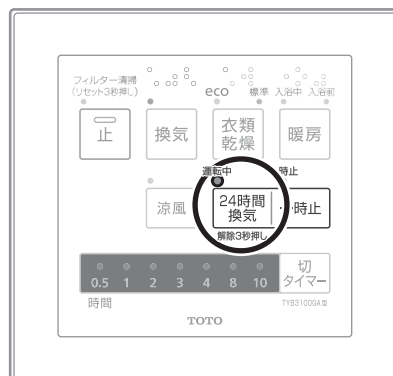 フィルター清掃
(リセット3秒押し)
eco
標準
入浴中
入浴前
止
換気
衣類
乾燥
暖房
運転中
時止
涼風
24時間
換気
時止
解除3秒押し
0.5 1 2 3 4 8 10
切
タイマー
時間
TYB3100GA型
TOTO